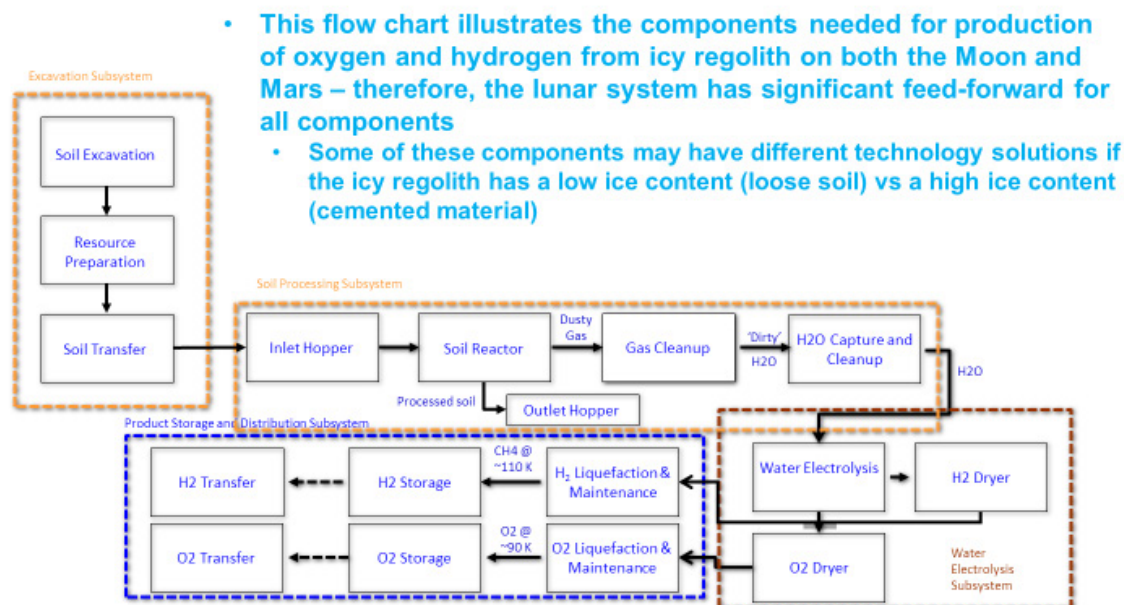 • This flow chart illustrates the components needed for production
of oxygen and hydrogen from icy regolith on both the Moon and
Mars – therefore, the lunar system has significant feed-forward for
all components
• Some of these components may have different technology solutions if
the icy regolith has a low ice content (loose soil) vs a high ice content
(cemented material)
Excavation Subsystem
Soil Excavation
Resource
Preparation
Soil Transfer
Soil Processing Subsystem
Inlet Hopper
Soil Reactor
Dusty
Gas
Gas Cleanup
'Dirty'
H2O
H2O Capture and
Cleanup
H2O
Processed soil
Outlet Hopper
Product Storage and Distribution Subsystem
H2 Transfer
H2 Storage
CH4 @
~110 K
H₂ Liquefaction &
Maintenance
Water Electrolysis
H2 Dryer
O2 Transfer
O2 Storage
O2 @
~90 K
O2 Liquefaction &
Maintenance
O2 Dryer
Water
Electrolysis
Subsystem